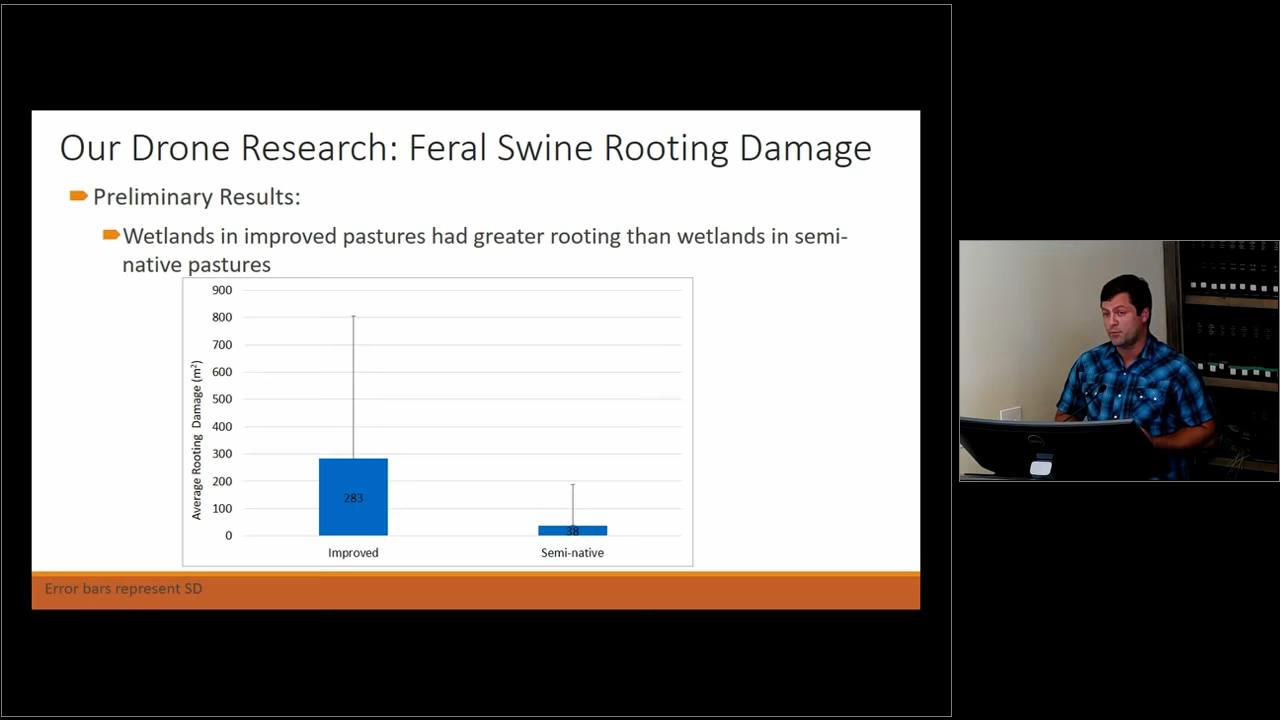 Our Drone Research: Feral Swine Rooting Damage
Preliminary Results:
Wetlands in improved pastures had greater rooting than wetlands in semi-
native pastures
Average Rooting Damage (m²)
900
800
700
600
500
400
300
200
100
0
283
38
Improved
Semi-native
Error bars represent SD